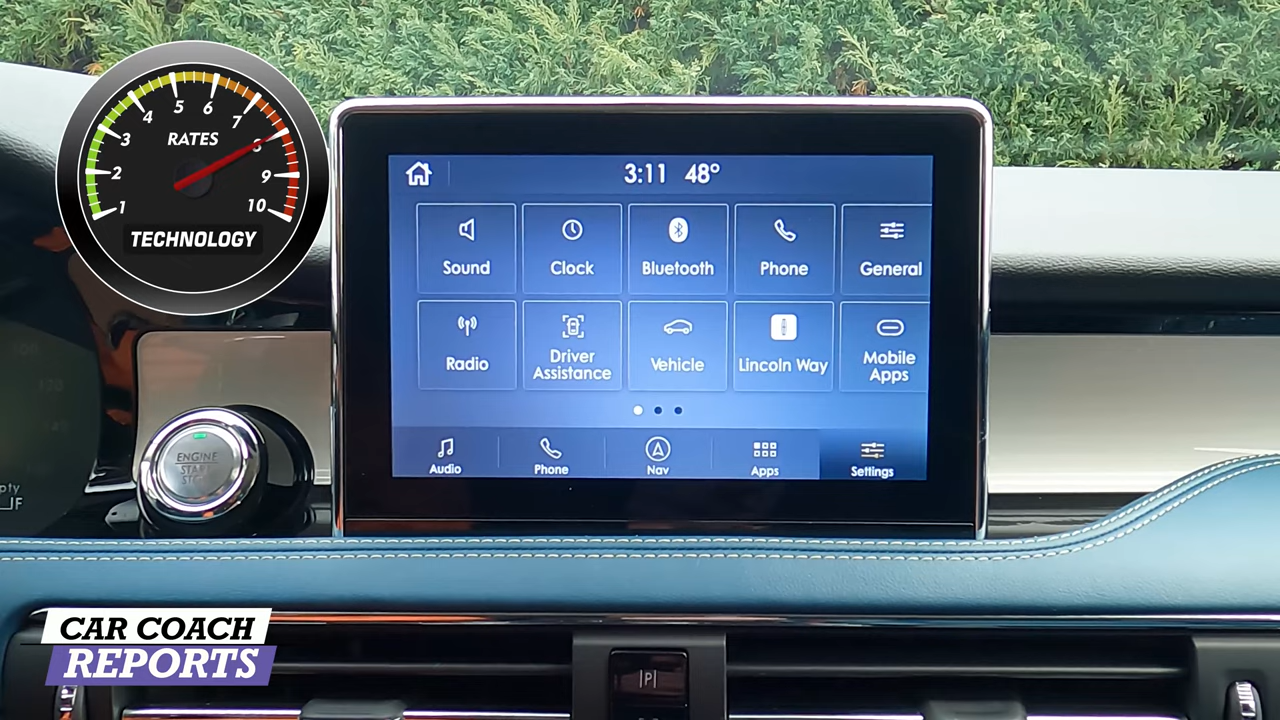 5 6
4 7
3 RATES 8
2 9
1 10
TECHNOLOGY
3:11 48°
Sound Clock Bluetooth Phone General
Radio Driver Assistance Vehicle Lincoln Way Mobile Apps
Audio Phone Nav Apps Settings
ENGINE
START
STOP
pty
F
CAR COACH
REPORTS
|P|